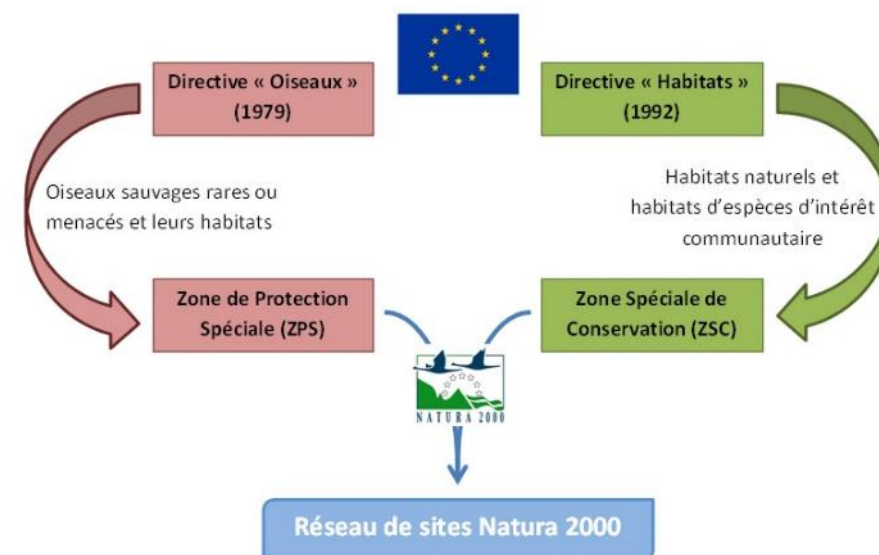 Directive « Oiseaux »
(1979)
Directive « Habitats »
(1992)
Oiseaux sauvages rares ou
menacés et leurs habitats
Habitats naturels et
habitats d'espèces d'intérêt
communautaire
Zone de Protection
Spéciale (ZPS)
Zone Spéciale de
Conservation (ZSC)
NATURA 2000
Réseau de sites Natura 2000